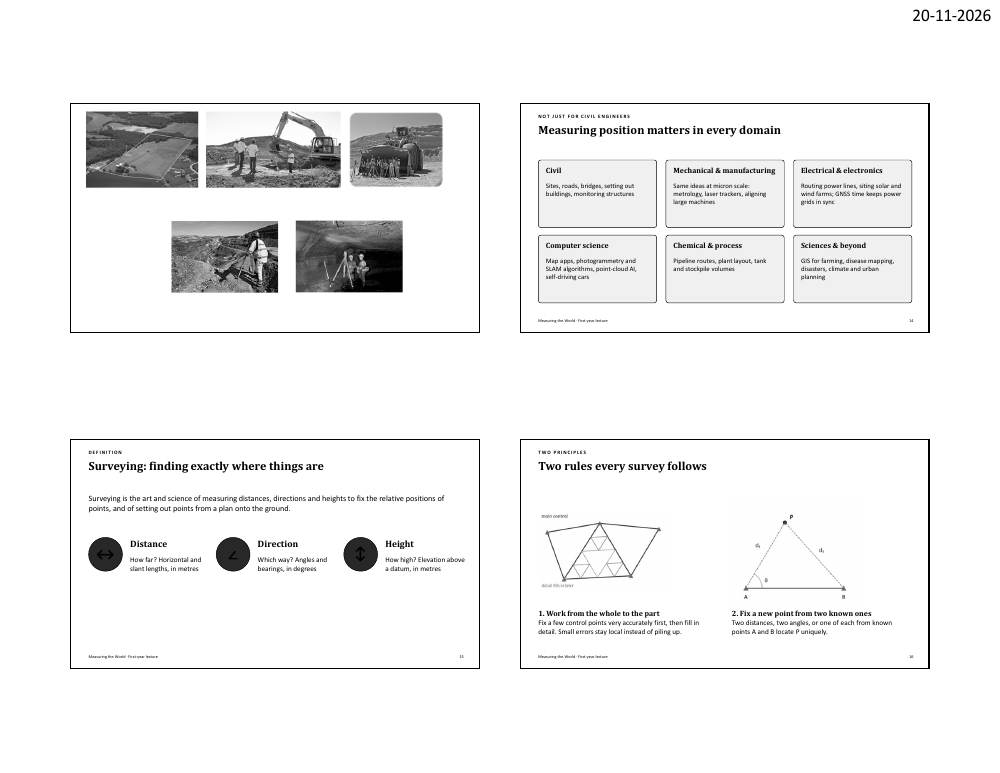 20-11-2026
NOT JUST FOR CIVIL ENGINEERS
Measuring position matters in every domain
Civil
Sites, roads, bridges, setting out
buildings, monitoring structures
Mechanical & manufacturing
Same ideas at micron scale:
metrology, laser trackers, aligning
large machines
Electrical & electronics
Routing power lines, siting solar and
wind farms; GNSS time keeps power
grids in sync
Computer science
Map apps, photogrammetry and
SLAM algorithms, point-cloud AI,
self-driving cars
Chemical & process
Pipeline routes, plant layout, tank
and stockpile volumes
Sciences & beyond
GIS for farming, disease mapping,
disasters, climate and urban
planning
Measuring the World · First-year lecture
14
DEFINITION
Surveying: finding exactly where things are
Surveying is the art and science of measuring distances, directions and heights to fix the relative positions of
points, and of setting out points from a plan onto the ground.
Distance
How far? Horizontal and
slant lengths, in metres
Direction
Which way? Angles and
bearings, in degrees
Height
How high? Elevation above
a datum, in metres
Measuring the World · First-year lecture
15
TWO PRINCIPLES
Two rules every survey follows
main control
P
d₁
d₂
θ
A
B
1. Work from the whole to the part
Fix a few control points very accurately first, then fill in
detail. Small errors stay local instead of piling up.
2. Fix a new point from two known ones
Two distances, two angles, or one of each from known
points A and B locate P uniquely.
Measuring the World · First-year lecture
16